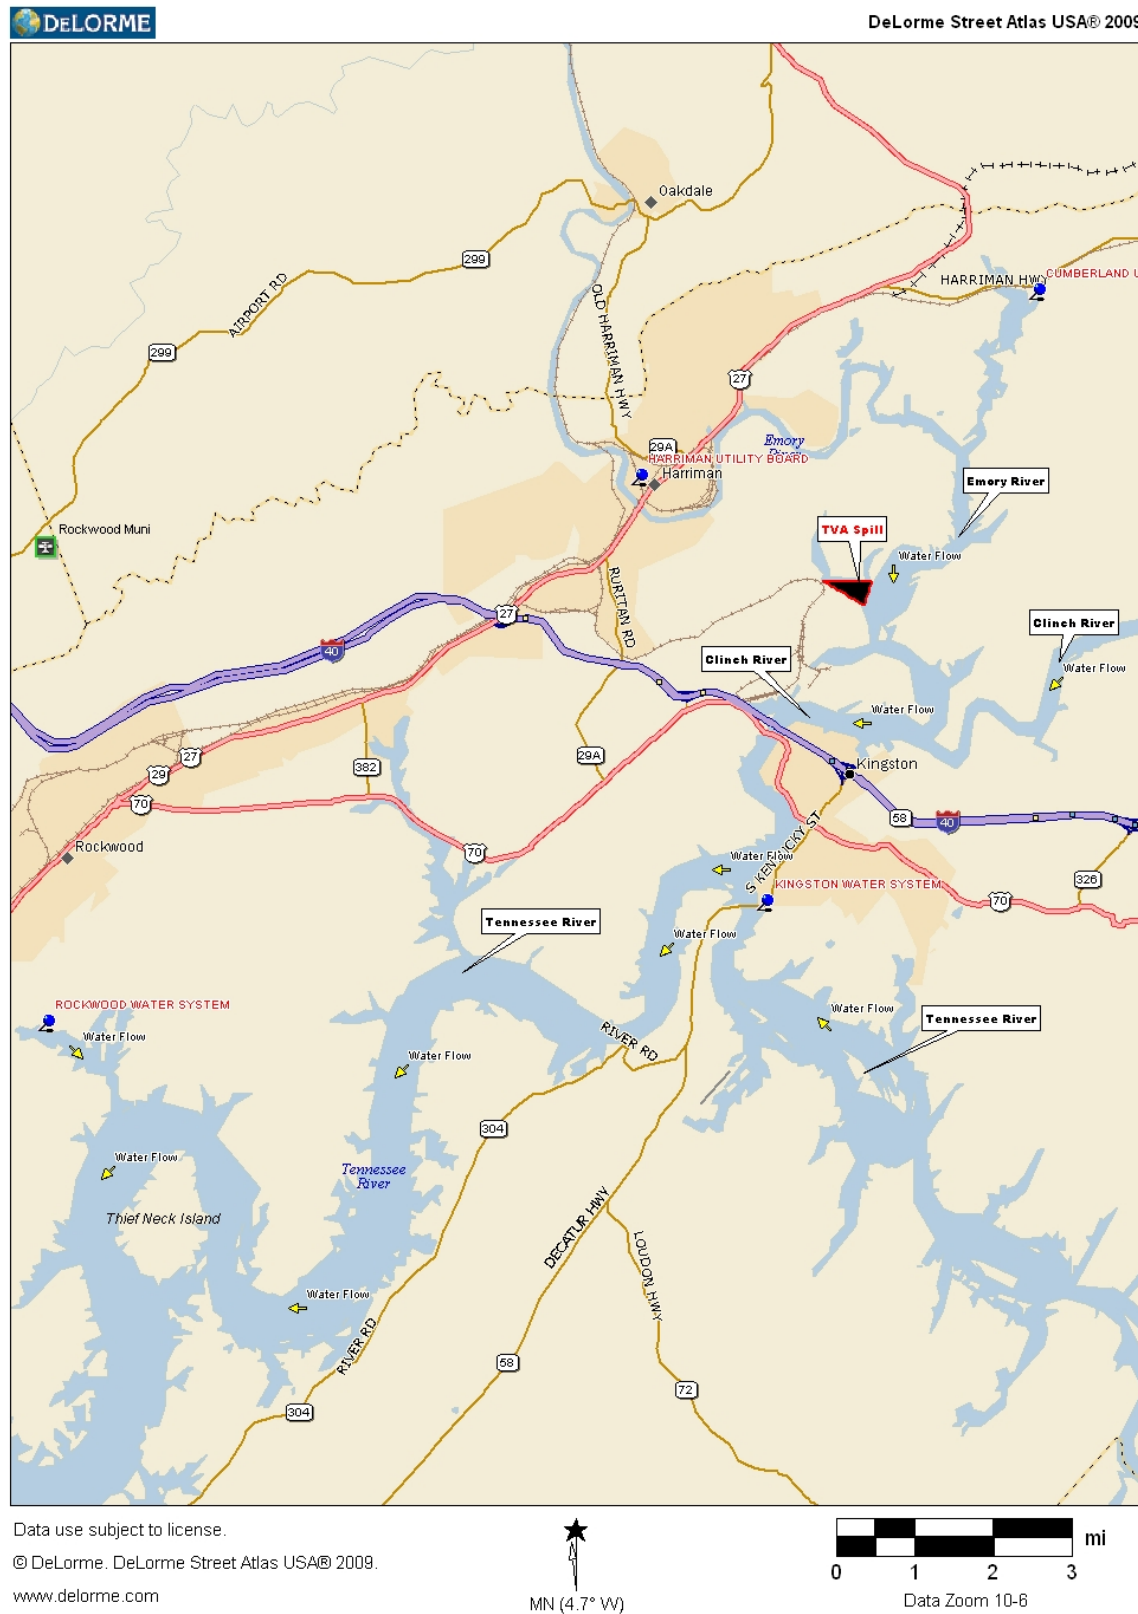 DELORME
DeLorme Street Atlas USA® 2009
Oakdale
299
HARRIMAN HWY
CUMBERLAND U
AIRPORT RD
OLD HARRIMAN HWY
299
27
Emory
29A
HARRIMAN UTILITY BOARD
Harriman
Emory River
Rockwood Muni
TVA Spill
Water Flow
RURITAN RD
27
Clinch River
40
Clinch River
Water Flow
Water Flow
27
29A
382
Kingston
29
70
58
40
Rockwood
70
Water Flow
S KENTUCKY ST
326
KINGSTON WATER SYSTEM
70
Tennessee River
Water Flow
ROCKWOOD WATER SYSTEM
Water Flow
Water Flow
Tennessee River
RIVER RD
Water Flow
304
Water Flow
Tennessee
River
Thief Neck Island
DECATUR HWY
LOUDON HWY
Water Flow
RIVER RD
58
72
304
Data use subject to license.
© DeLorme. DeLorme Street Atlas USA® 2009.
www.delorme.com
MN (4.7° W)
mi
0 1 2 3
Data Zoom 10-6